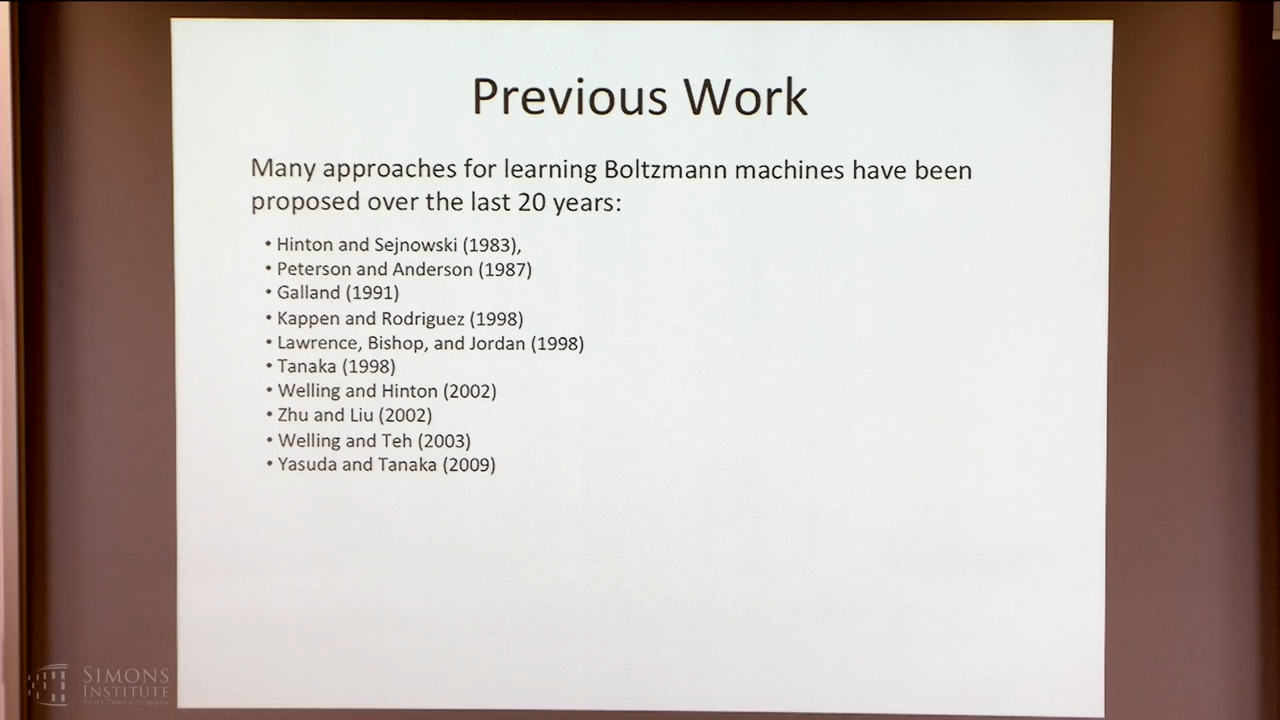 Previous Work
Many approaches for learning Boltzmann machines have been
proposed over the last 20 years:
• Hinton and Sejnowski (1983),
• Peterson and Anderson (1987)
• Galland (1991)
• Kappen and Rodriguez (1998)
• Lawrence, Bishop, and Jordan (1998)
• Tanaka (1998)
• Welling and Hinton (2002)
• Zhu and Liu (2002)
• Welling and Teh (2003)
• Yasuda and Tanaka (2009)
SIMONS
INSTITUTE